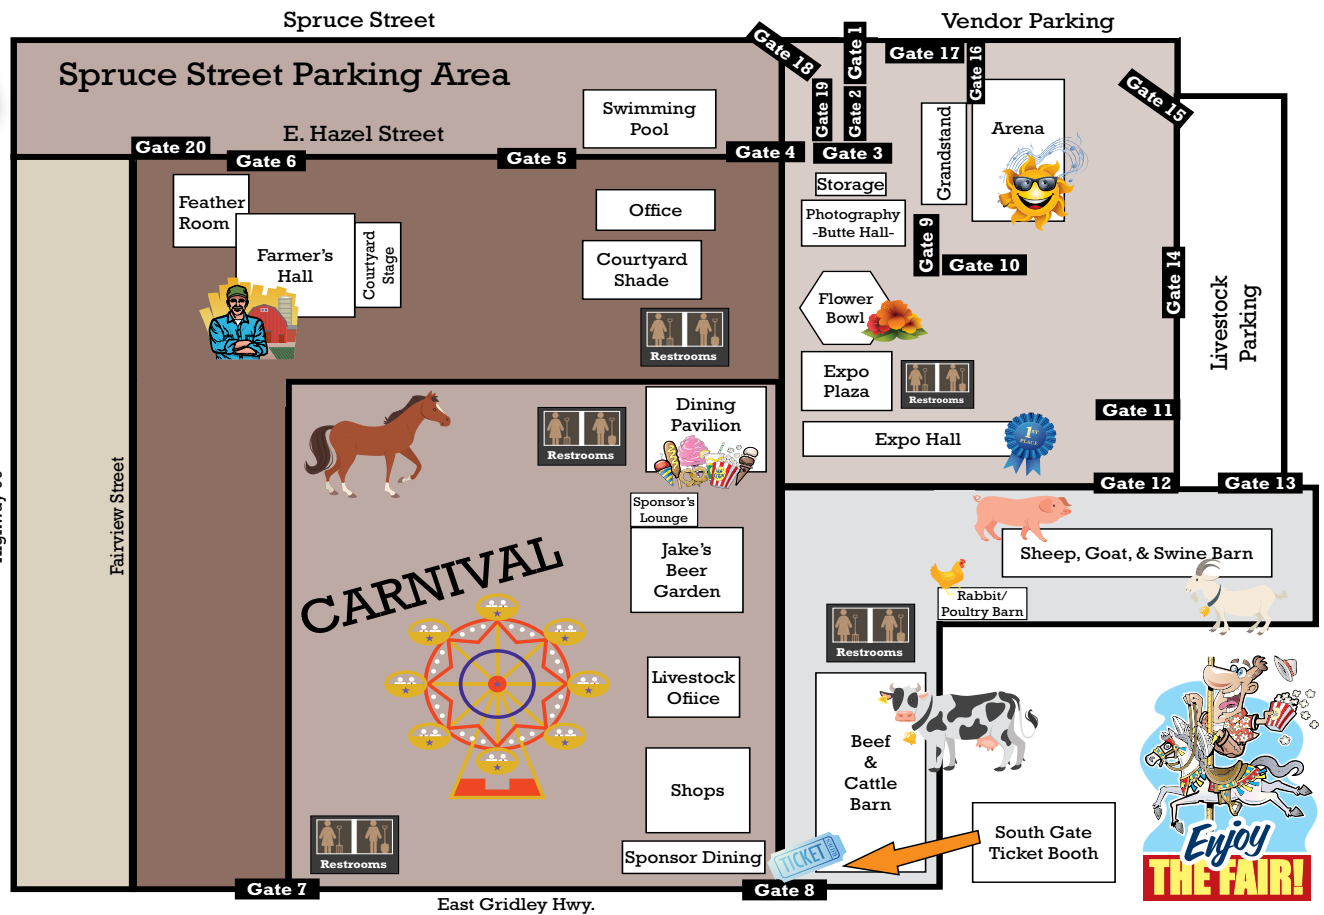 Spruce Street
Vendor Parking
Gate 18
Gate 1
Gate 17
Gate 16
Spruce Street Parking Area
Gate 19
Gate 2
Gate 15
Swimming
Pool
Arena
Grandstand
E. Hazel Street
Gate 20
Gate 6
Gate 5
Gate 4
Gate 3
Storage
Feather
Room
Office
Photography
-Butte Hall-
Gate 9
Gate 10
Farmer's
Hall
Courtyard
Stage
Courtyard
Shade
Gate 14
Livestock
Parking
Flower
Bowl
Restrooms
Expo
Plaza
Restrooms
Dining
Pavilion
Restrooms
Gate 11
Expo Hall
1ST
PLACE
Gate 12
Gate 13
Fairview Street
Sponsor's
Lounge
Jake's
Beer
Garden
CARNIVAL
Sheep, Goat, & Swine Barn
Rabbit/
Poultry Barn
Restrooms
Livestock
Ofiice
Beef
&
Cattle
Barn
Shops
Restrooms
Sponsor Dining
TICKET
South Gate
Ticket Booth
Enjoy
THE FAIR!
Gate 7
Gate 8
East Gridley Hwy.